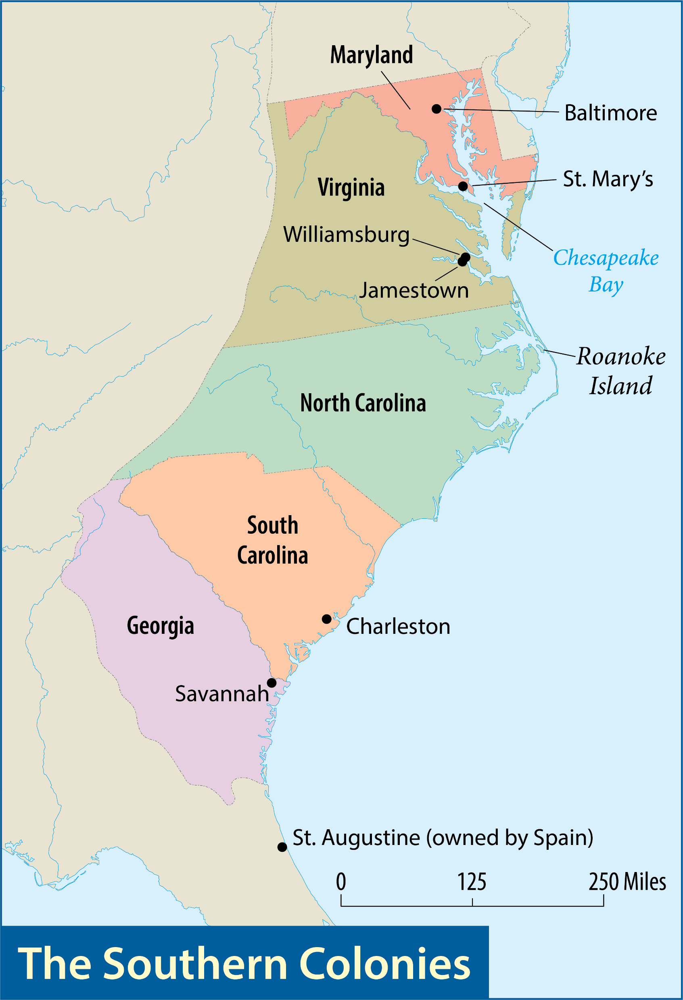 Maryland
Baltimore
St. Mary’s
Virginia
Williamsburg
Chesapeake
Bay
Jamestown
Roanoke
Island
North Carolina
South
Carolina
Georgia
Charleston
Savannah
St. Augustine (owned by Spain)
0 125 250 Miles
The Southern Colonies